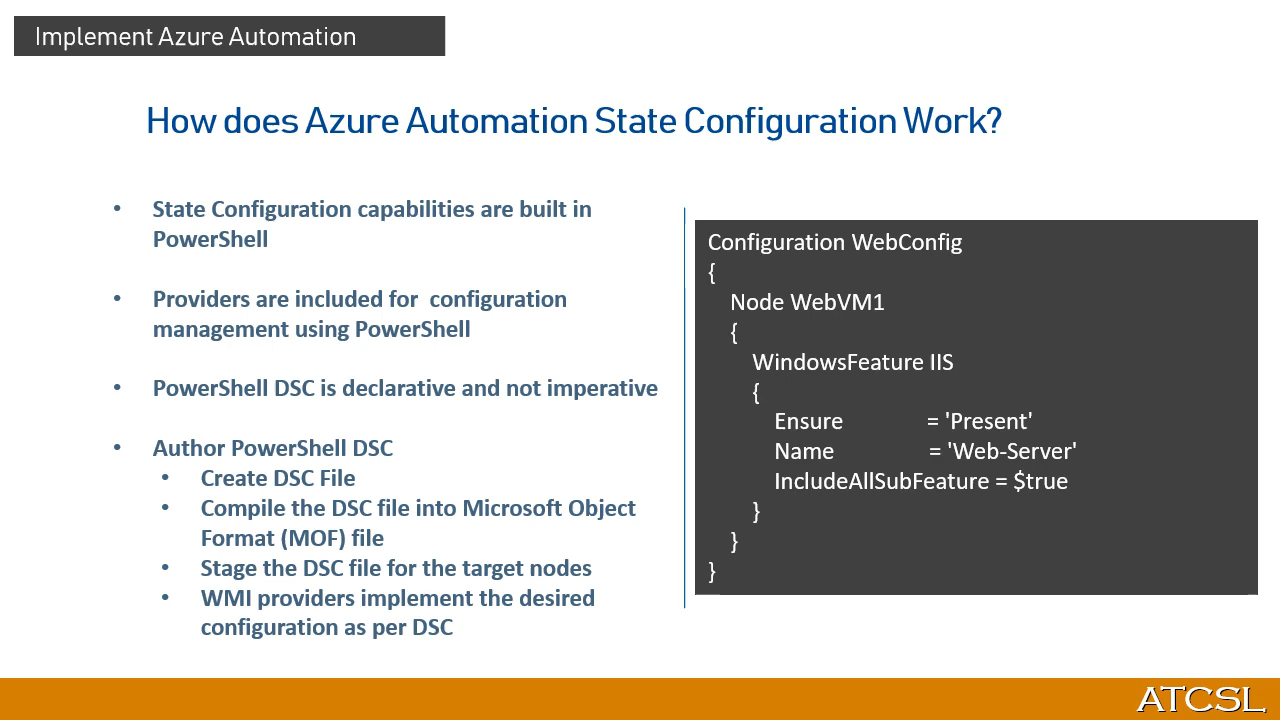 Implement Azure Automation
How does Azure Automation State Configuration Work?
• State Configuration capabilities are built in
PowerShell
• Providers are included for  configuration
management using PowerShell
• PowerShell DSC is declarative and not imperative
• Author PowerShell DSC
• Create DSC File
• Compile the DSC file into Microsoft Object
Format (MOF) file
• Stage the DSC file for the target nodes
• WMI providers implement the desired
configuration as per DSC
Configuration WebConfig
{
Node WebVM1
{
WindowsFeature IIS
{
Ensure = 'Present'
Name = 'Web-Server'
IncludeAllSubFeature = $true
}
}
}
ATCSL